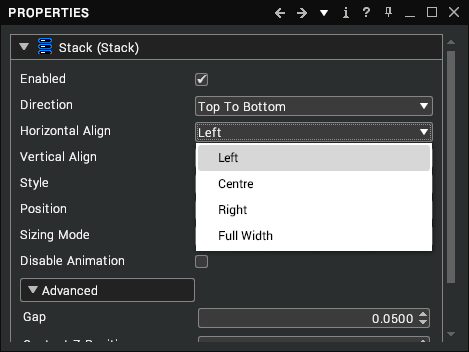 PROPERTIES
Stack (Stack)
Enabled
Direction Top To Bottom
Horizontal Align Left
Vertical Align Left
Style Centre
Position Right
Sizing Mode Full Width
Disable Animation
Advanced
Gap 0.0500